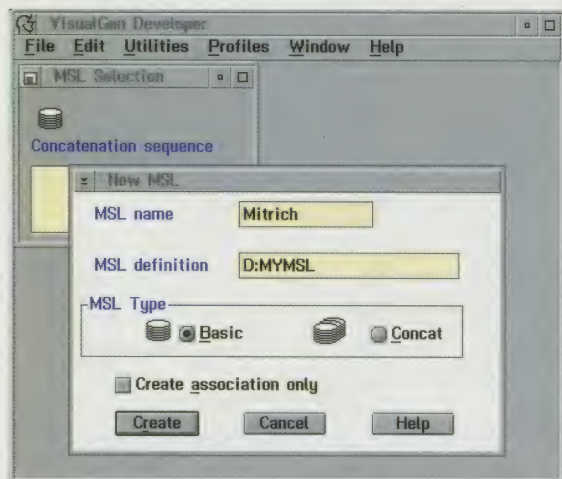 VisualGen Developer
File Edit Utilities Profiles Window Help
MSL Selection
Concatenation sequence
New MSL
MSL name Mitrich
MSL definition D:MYMSL
MSL Type
Basic Concat
Create association only
Create Cancel Help